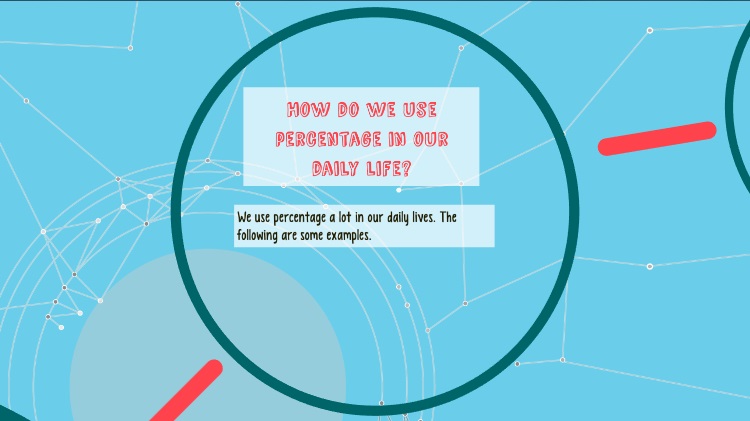 HOW DO WE USE
PERCENTAGE IN OUR
DAILY LIFE?
We use percentage a lot in our daily lives. The
following are some examples.